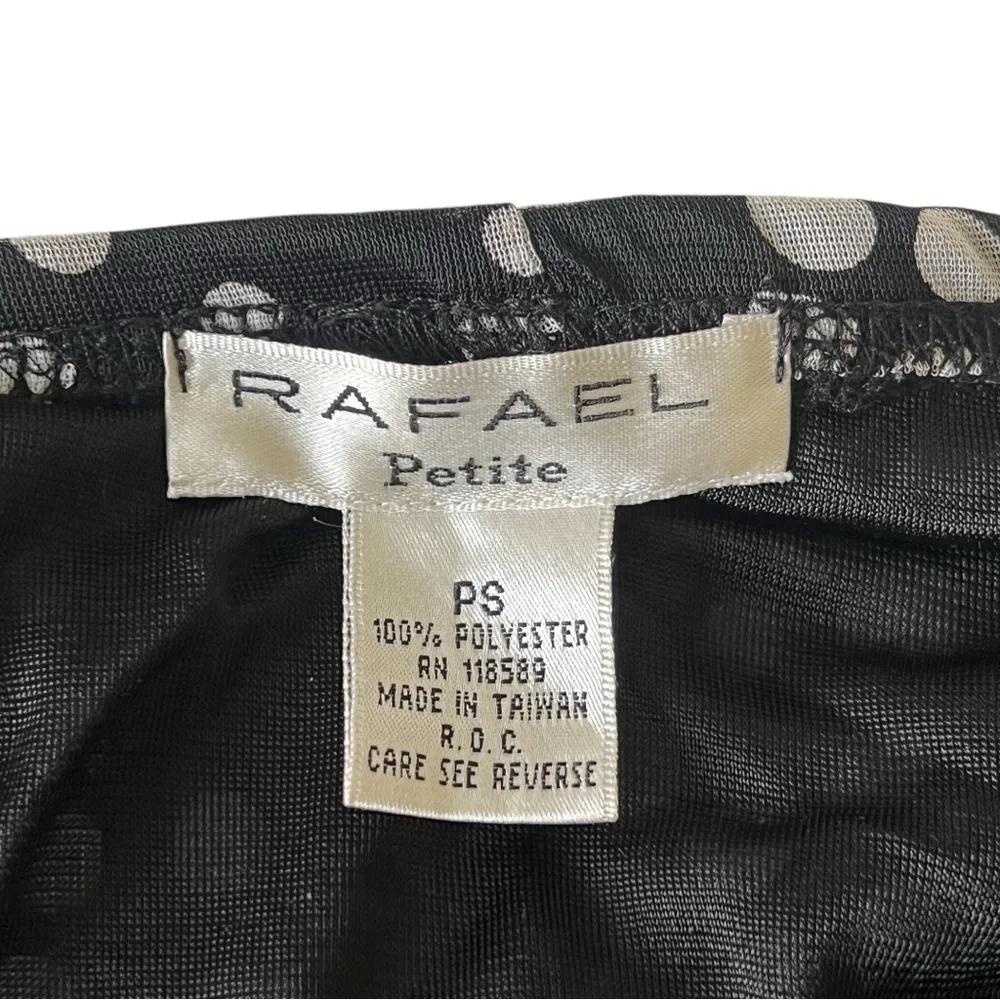 RAFAEL
Petite
PS
100% POLYESTER
RN 118589
MADE IN TAIWAN
R.O.C.
CARE SEE REVERSE